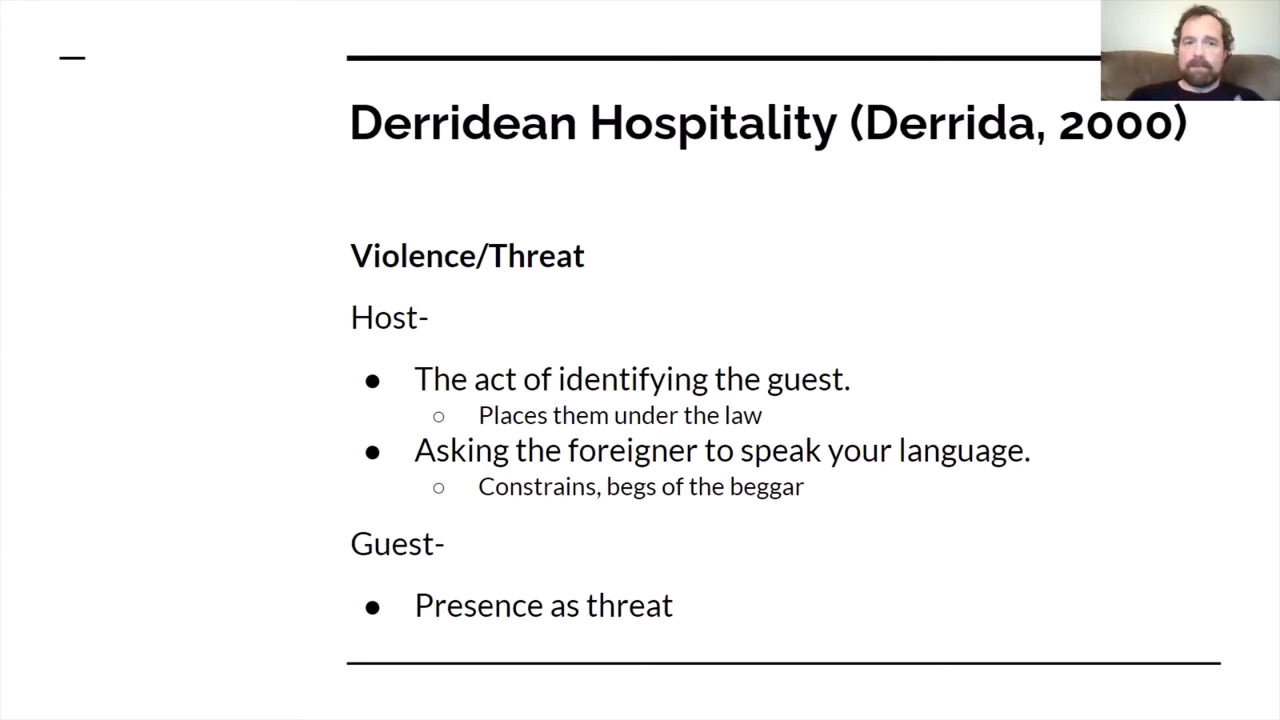 Derridean Hospitality (Derrida, 2000)
Violence/Threat
Host-
● The act of identifying the guest.
○ Places them under the law
● Asking the foreigner to speak your language.
○ Constrains, begs of the beggar
Guest-
● Presence as threat